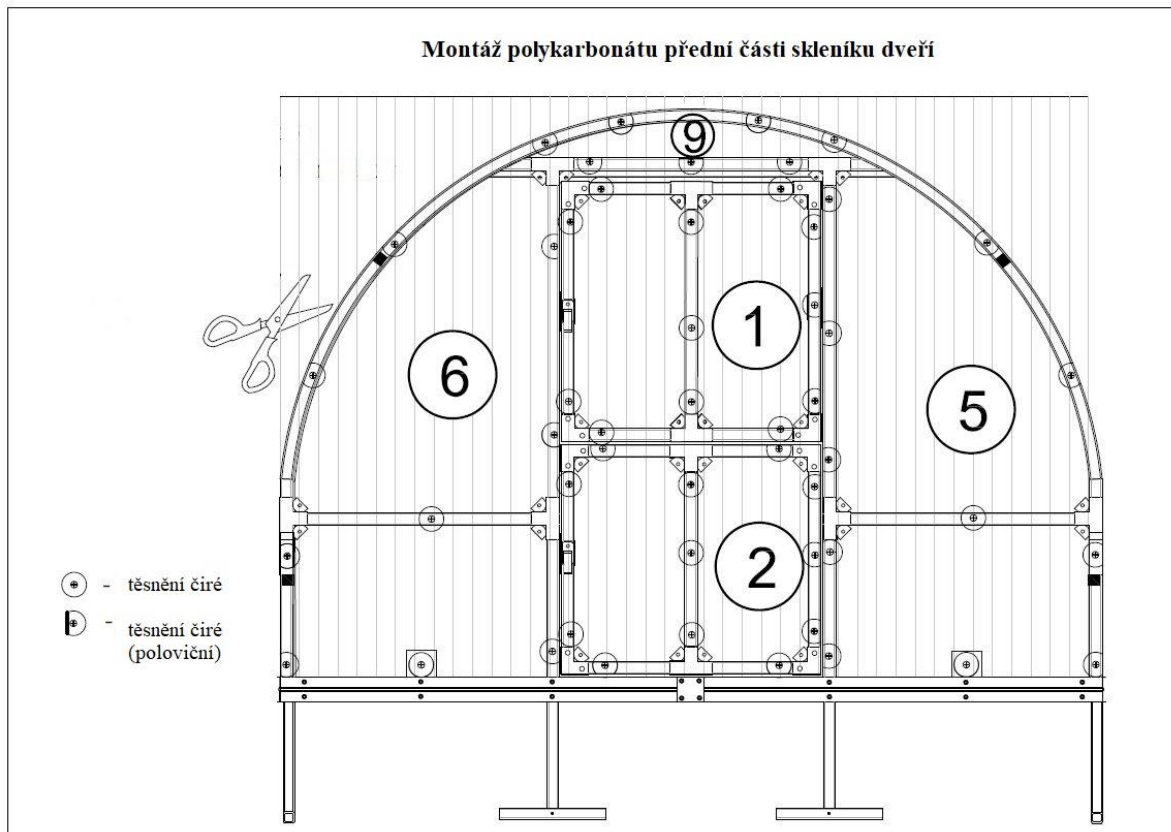 Montáž polykarbonátu přední části skleníku dveří
9
1
6
5
2
- těsnění čiré
- těsnění čiré
(poloviční)